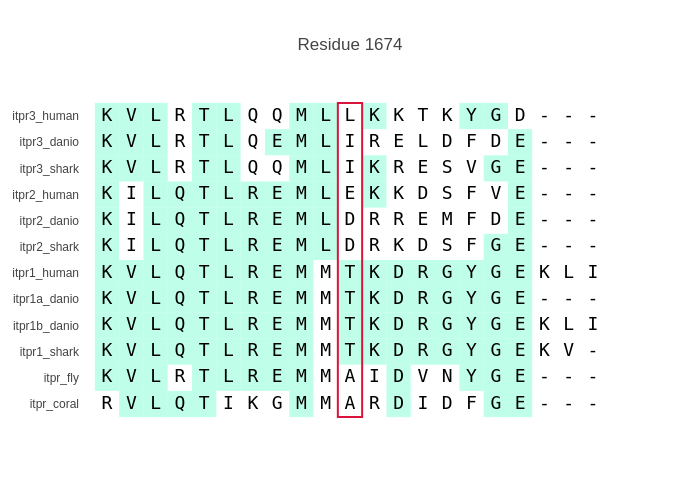 Residue 1674
itpr3_human K V L R T L Q Q M L L K K T K Y G D - - -
itpr3_danio K V L R T L Q E M L I R E L D F D E - - -
itpr3_shark K V L R T L Q Q M L I K R E S V G E - - -
itpr2_human K I L Q T L R E M L E K K D S F V E - - -
itpr2_danio K I L Q T L R E M L D R R E M F D E - - -
itpr2_shark K I L Q T L R E M L D R K D S F G E - - -
itpr1_human K V L Q T L R E M M T K D R G Y G E K L I
itpr1a_danio K V L Q T L R E M M T K D R G Y G E - - -
itpr1b_danio K V L Q T L R E M M T K D R G Y G E K L I
itpr1_shark K V L Q T L R E M M T K D R G Y G E K V -
itpr_fly K V L R T L R E M M A I D V N Y G E - - -
itpr_coral R V L Q T I K G M M A R D I D F G E - - -